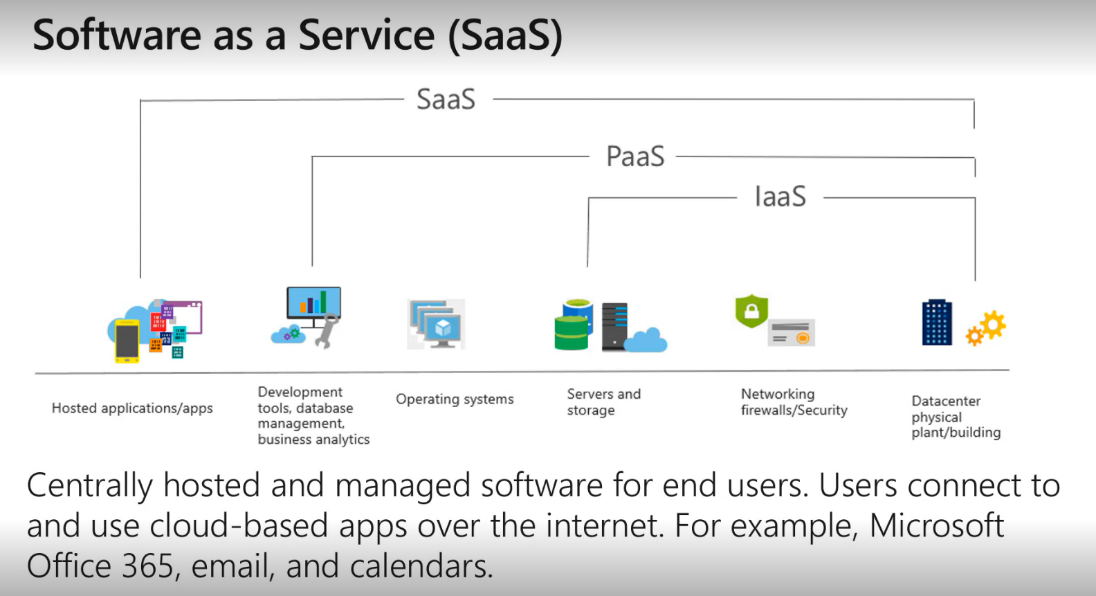 Software as a Service (SaaS)
SaaS
PaaS
IaaS
Hosted applications/apps
Development
tools, database
management,
business analytics
Operating systems
Servers and
storage
Networking
firewalls/Security
Datacenter
physical
plant/building
Centrally hosted and managed software for end users. Users connect to
and use cloud-based apps over the internet. For example, Microsoft
Office 365, email, and calendars.